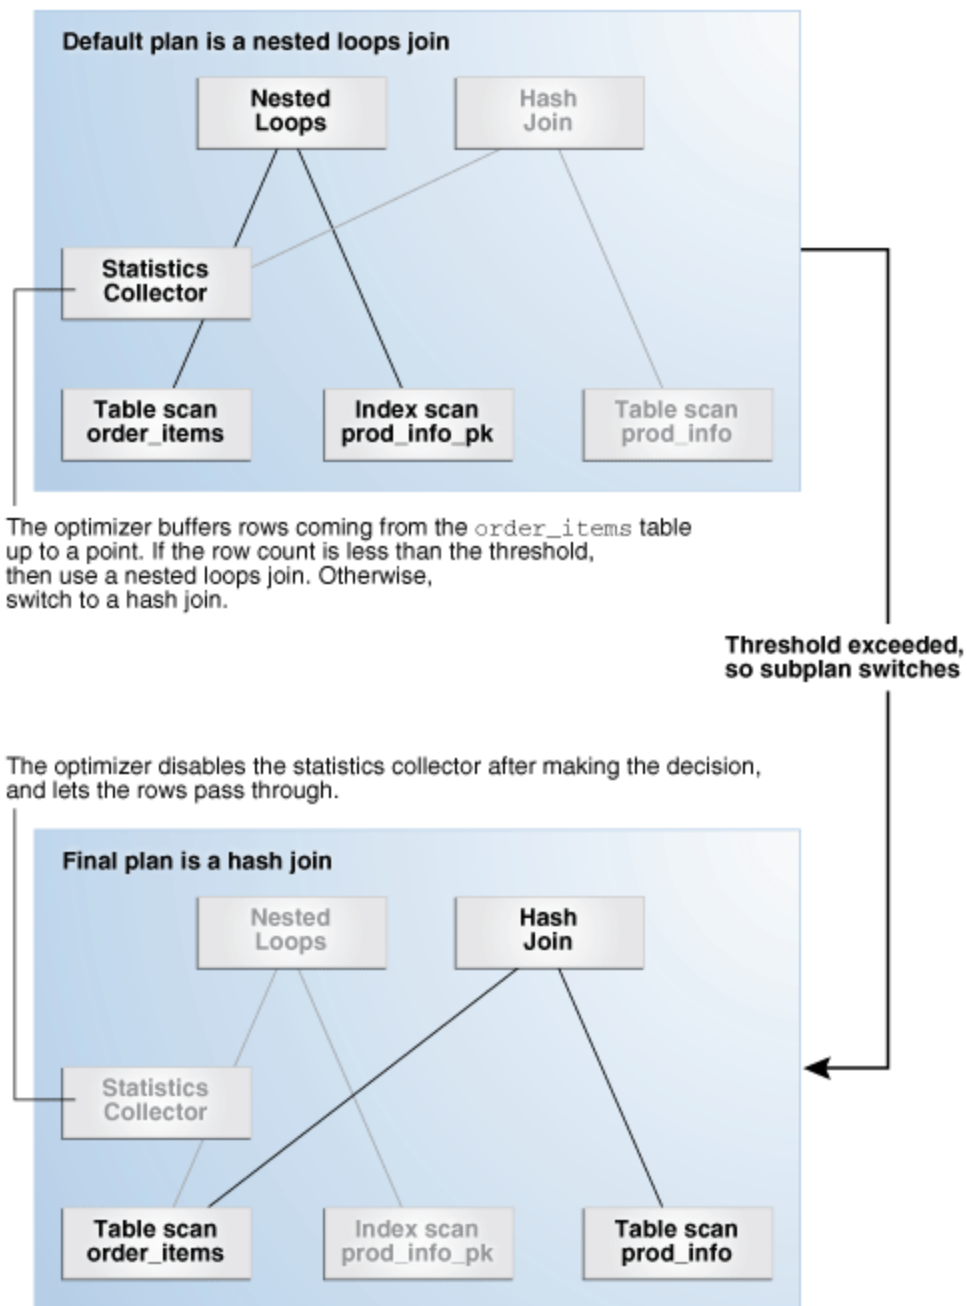 Default plan is a nested loops join
Nested
Loops
Hash
Join
Statistics
Collector
Table scan
order_items
Index scan
prod_info_pk
Table scan
prod_info
The optimizer buffers rows coming from the order_items table
up to a point. If the row count is less than the threshold,
then use a nested loops join. Otherwise,
switch to a hash join.
Threshold exceeded,
so subplan switches
The optimizer disables the statistics collector after making the decision,
and lets the rows pass through.
Final plan is a hash join
Nested
Loops
Hash
Join
Statistics
Collector
Table scan
order_items
Index scan
prod_info_pk
Table scan
prod_info